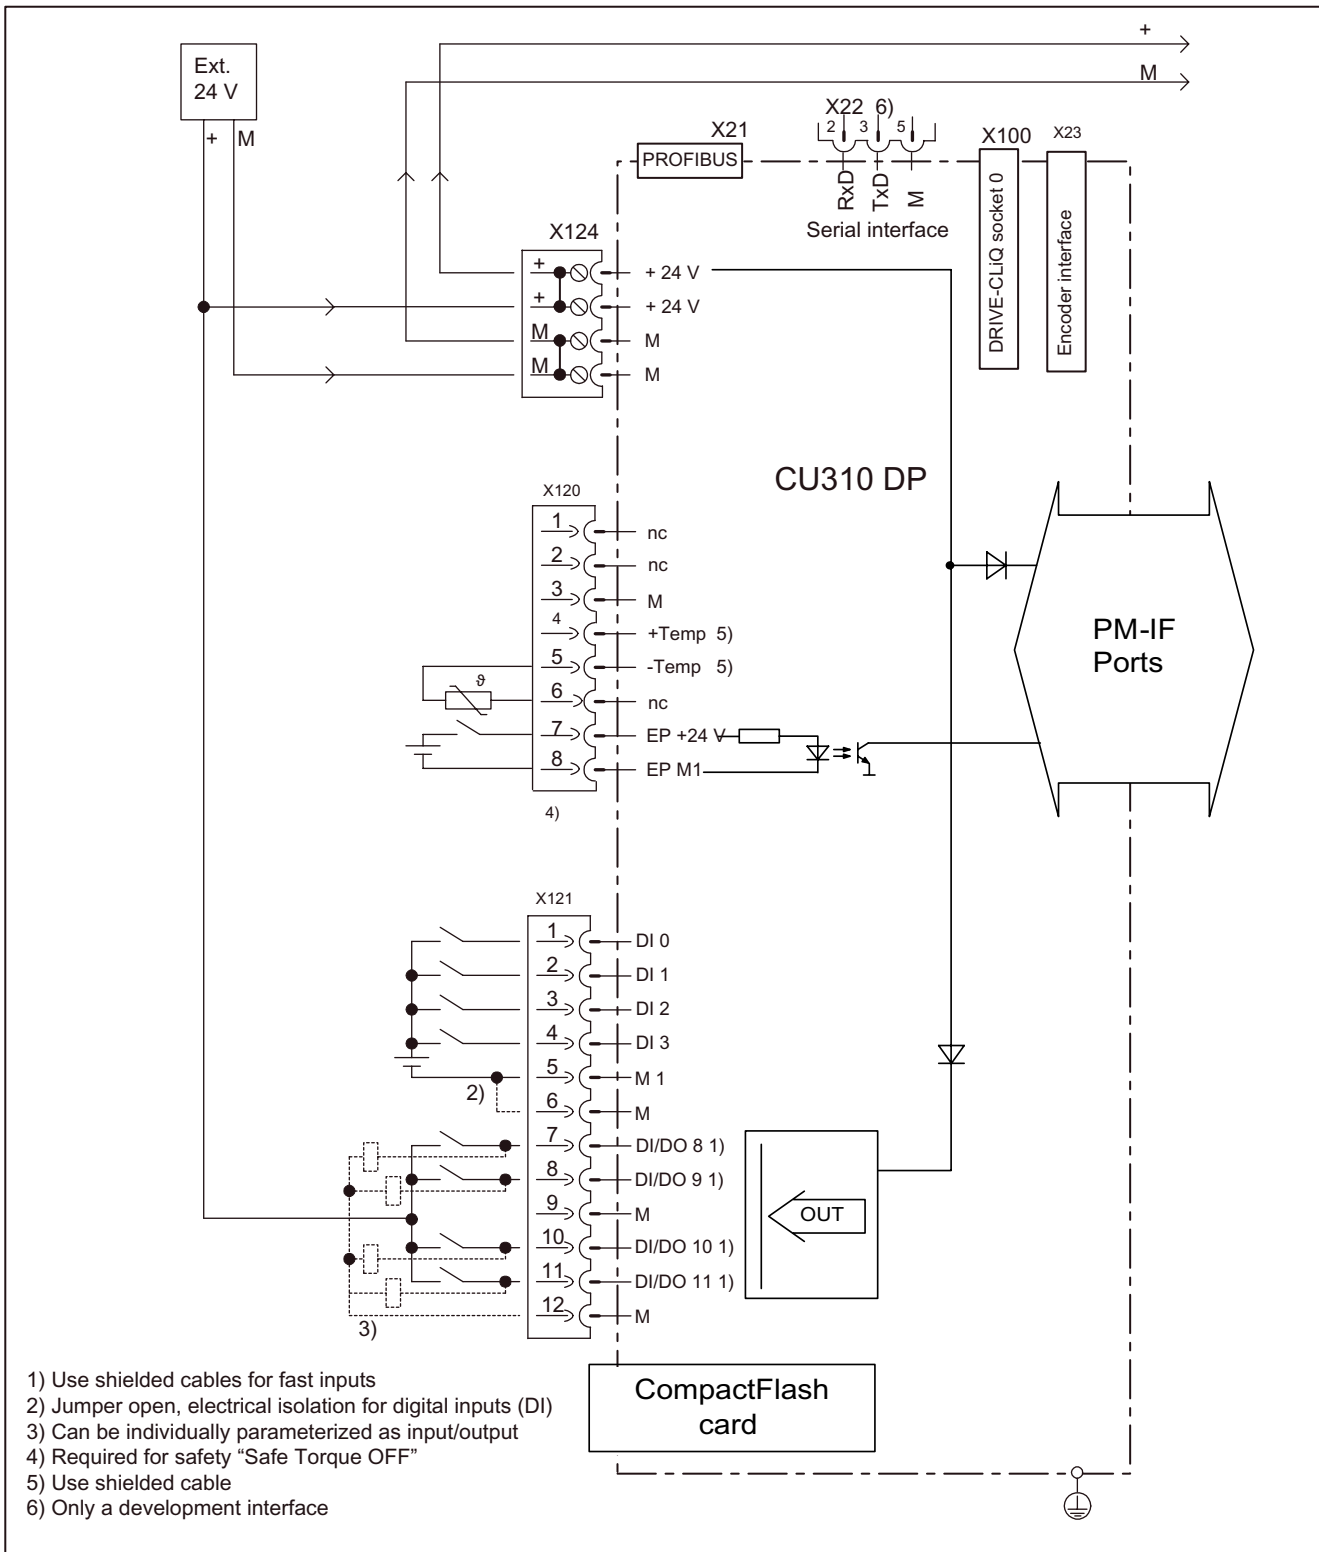 +
M
Ext.
24 V
+ M
X21
PROFIBUS
X22 6)
2 3 5
RxD
TxD
M
Serial interface
X100
DRIVE-CLiQ socket 0
X23
Encoder interface
X124
+ + 24 V
+ + 24 V
M M
M M
CU310 DP
X120
1 nc
2 nc
3 M
4 +Temp 5)
5 -Temp 5)
ϑ
6 nc
7 EP +24 V
8 EP M1
4)
PM-IF
Ports
X121
1 DI 0
2 DI 1
3 DI 2
4 DI 3
5 M 1
2)
6 M
7 DI/DO 8 1)
8 DI/DO 9 1)
9 M
10 DI/DO 10 1)
11 DI/DO 11 1)
12 M
3)
OUT
CompactFlash
card
1) Use shielded cables for fast inputs
2) Jumper open, electrical isolation for digital inputs (DI)
3) Can be individually parameterized as input/output
4) Required for safety “Safe Torque OFF”
5) Use shielded cable
6) Only a development interface